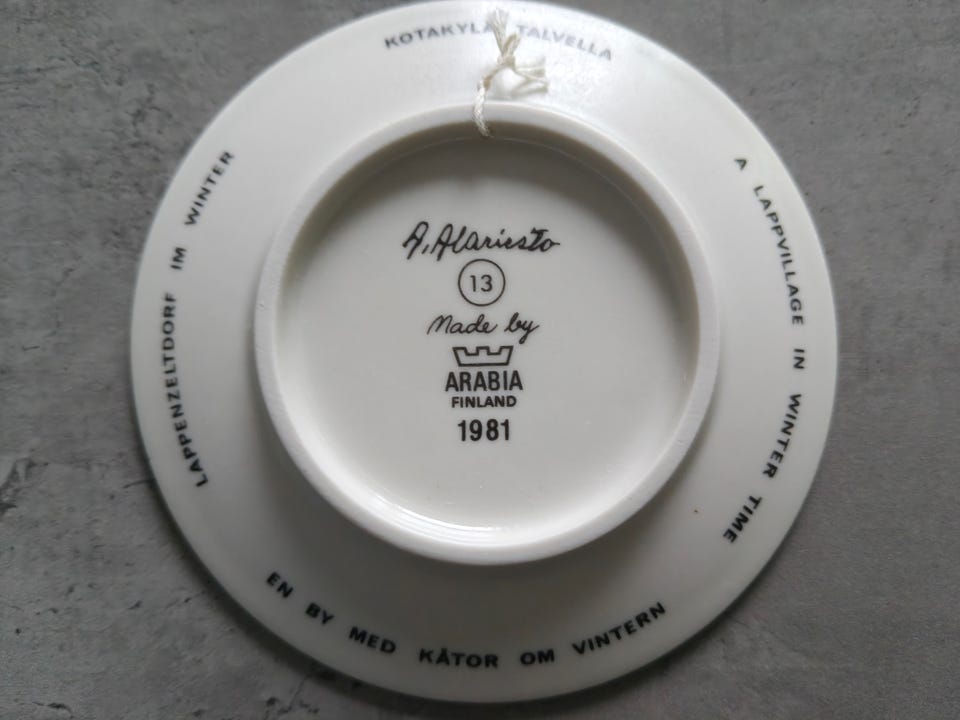 KOTAKYLÄ TALVELLA
A LAPPVILLAGE IN WINTER TIME
EN BY MED KÅTOR OM VINTERN
LAPPENZELTDORF IM WINTER
A. Alariesto
13
Made by
ARABIA
FINLAND
1981